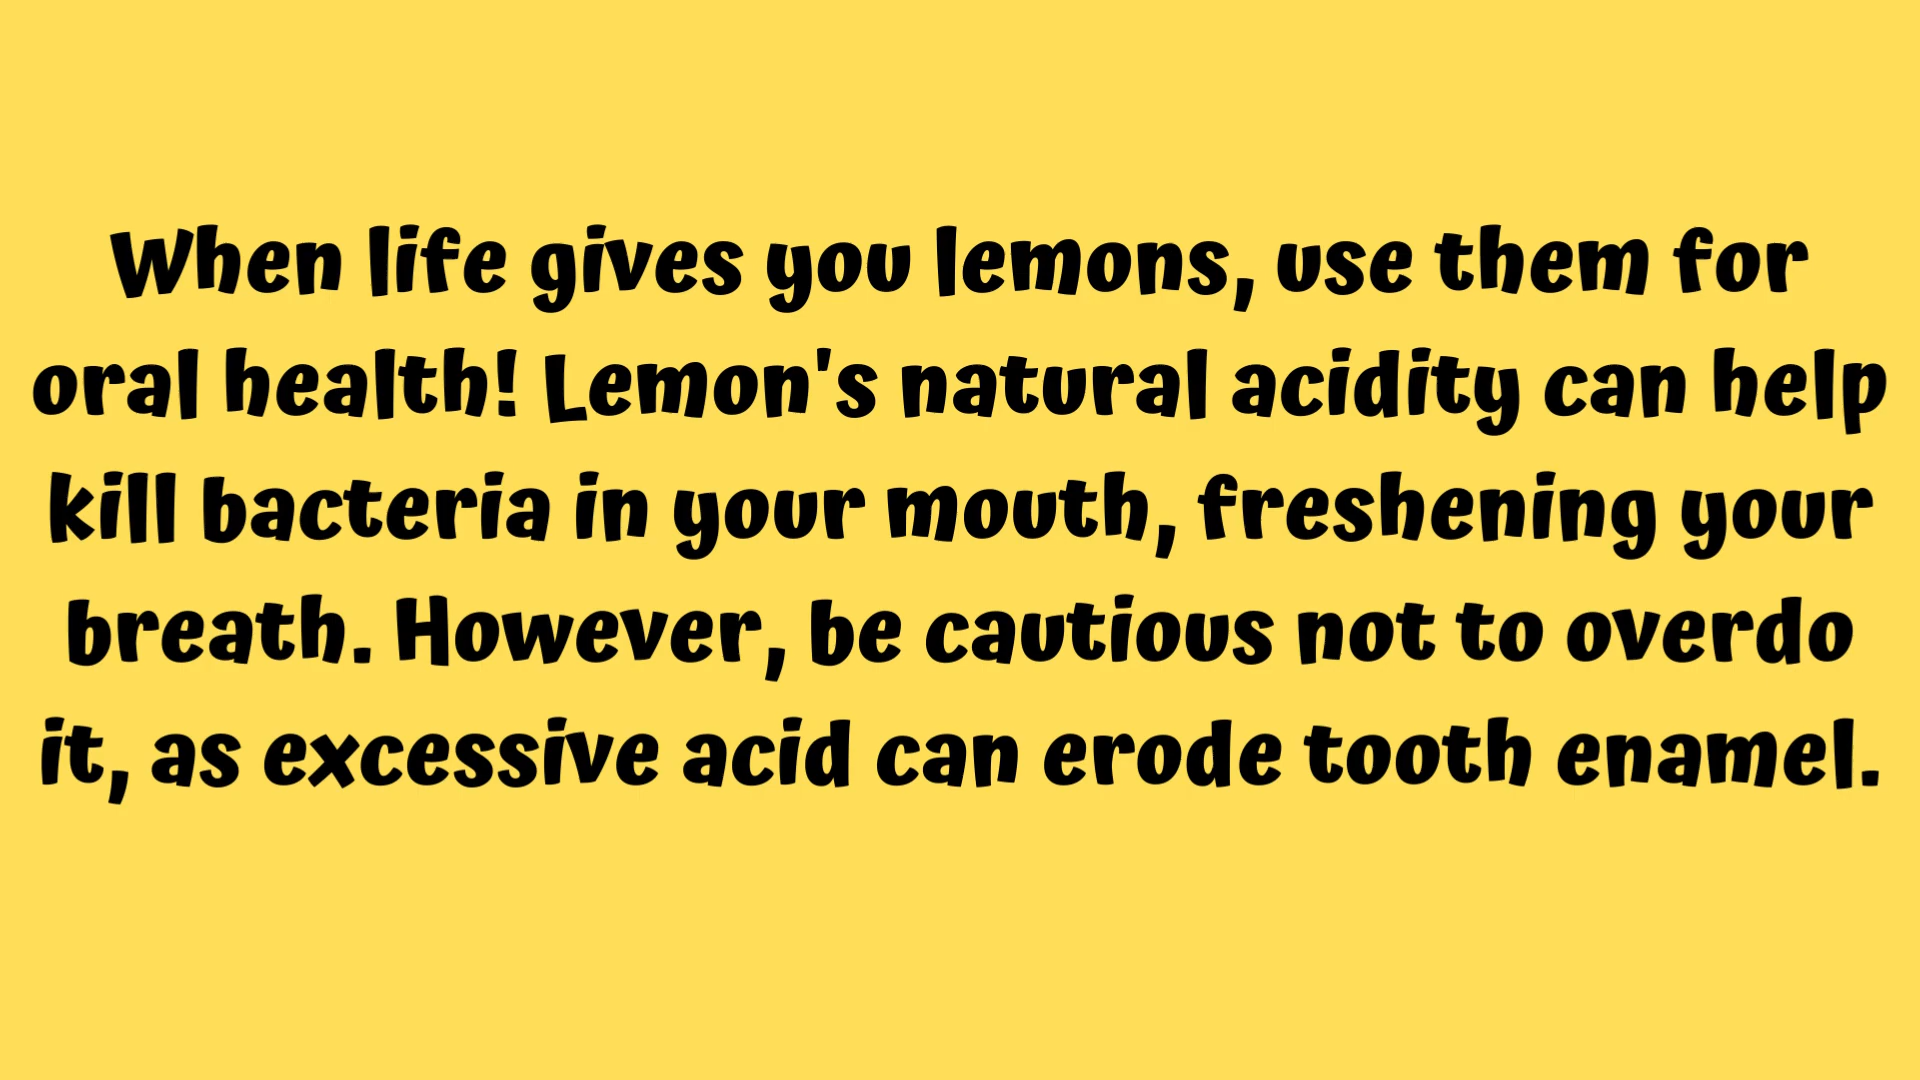 When life gives you lemons, use them for
oral health! Lemon's natural acidity can help
kill bacteria in your mouth, freshening your
breath. However, be cautious not to overdo
it, as excessive acid can erode tooth enamel.